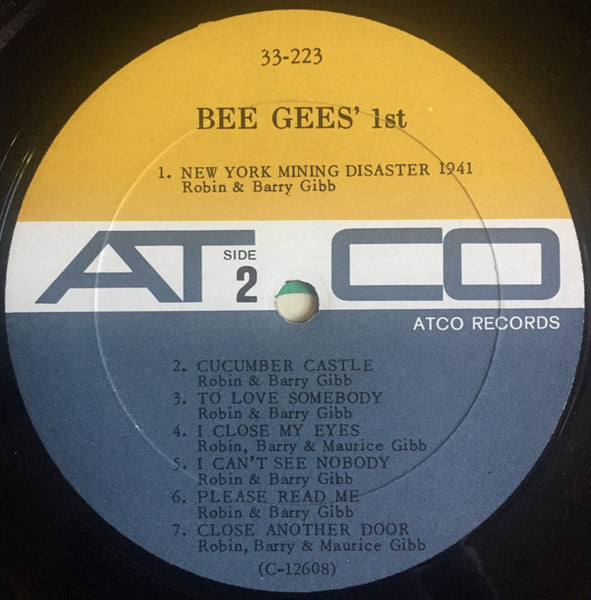 33-223
BEE GEES' 1st
1. NEW YORK MINING DISASTER 1941
Robin & Barry Gibb
ATCO
SIDE
2
ATCO RECORDS
2. CUCUMBER CASTLE
Robin & Barry Gibb
3. TO LOVE SOMEBODY
Robin & Barry Gibb
4. I CLOSE MY EYES
Robin, Barry & Maurice Gibb
5. I CAN'T SEE NOBODY
Robin & Barry Gibb
6. PLEASE READ ME
Robin & Barry Gibb
7. CLOSE ANOTHER DOOR
Robin, Barry & Maurice Gibb
(C-12608)